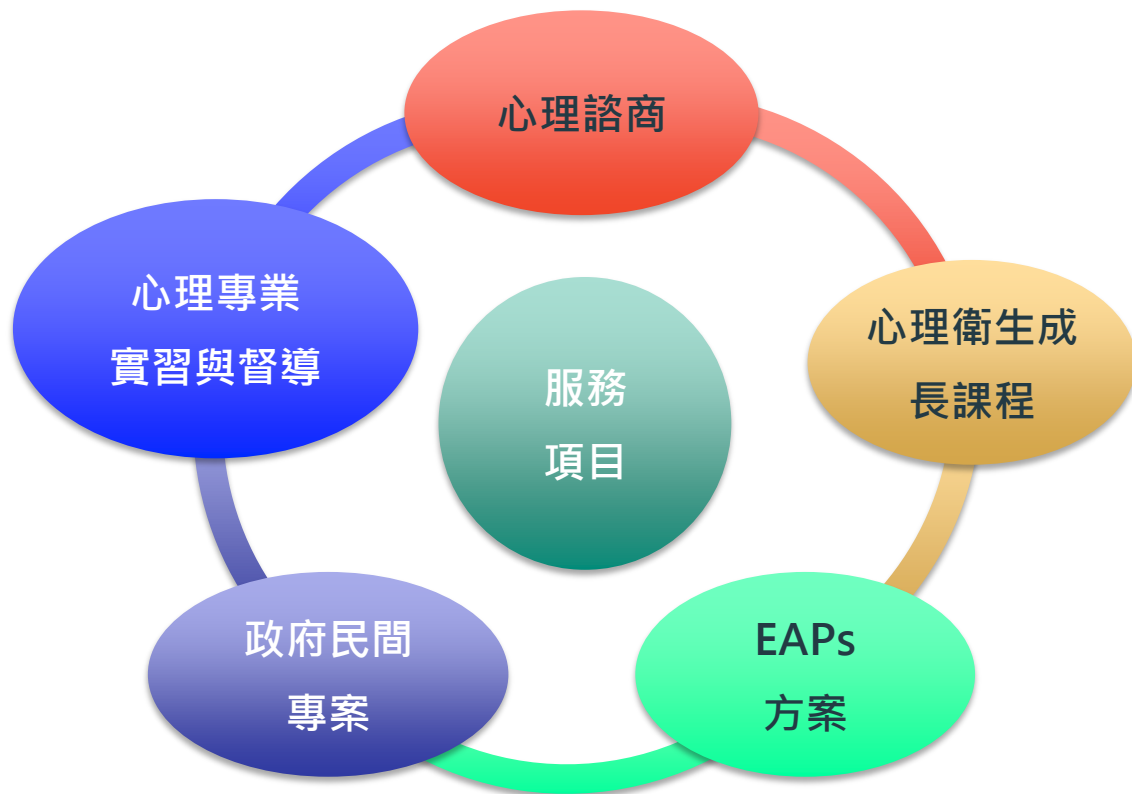 心理諮商
心理專業
實習與督導
心理衛生成
長課程
服務
項目
政府民間
專案
EAPs
方案